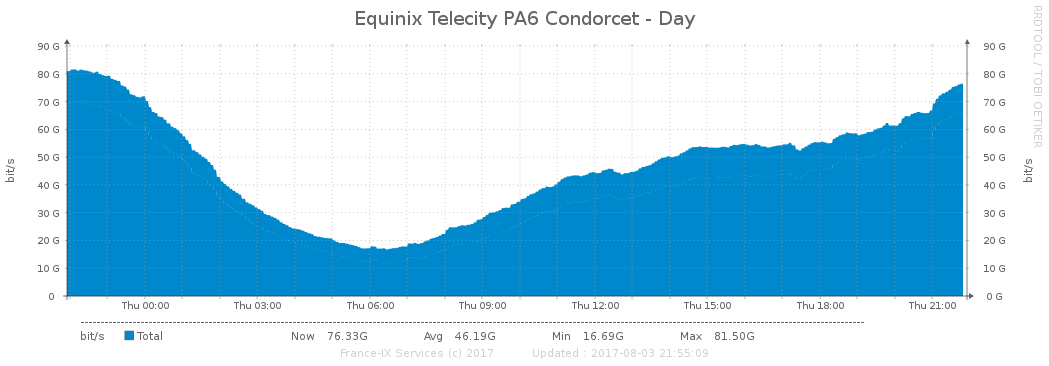 Equinix Telecity PA6 Condorcet - Day
RRDTOOL / TOBI OETIKER
90 G 90 G
80 G 80 G
70 G 70 G
60 G 60 G
50 G 50 G
40 G 40 G
30 G 30 G
20 G 20 G
10 G 10 G
0 0 G
bit/s bit/s
Thu 00:00 Thu 03:00 Thu 06:00 Thu 09:00 Thu 12:00 Thu 15:00 Thu 18:00 Thu 21:00
bit/s Total Now 76.33G Avg 46.19G Min 16.69G Max 81.50G
France-IX Services (c) 2017 Updated : 2017-08-03 21:55:09